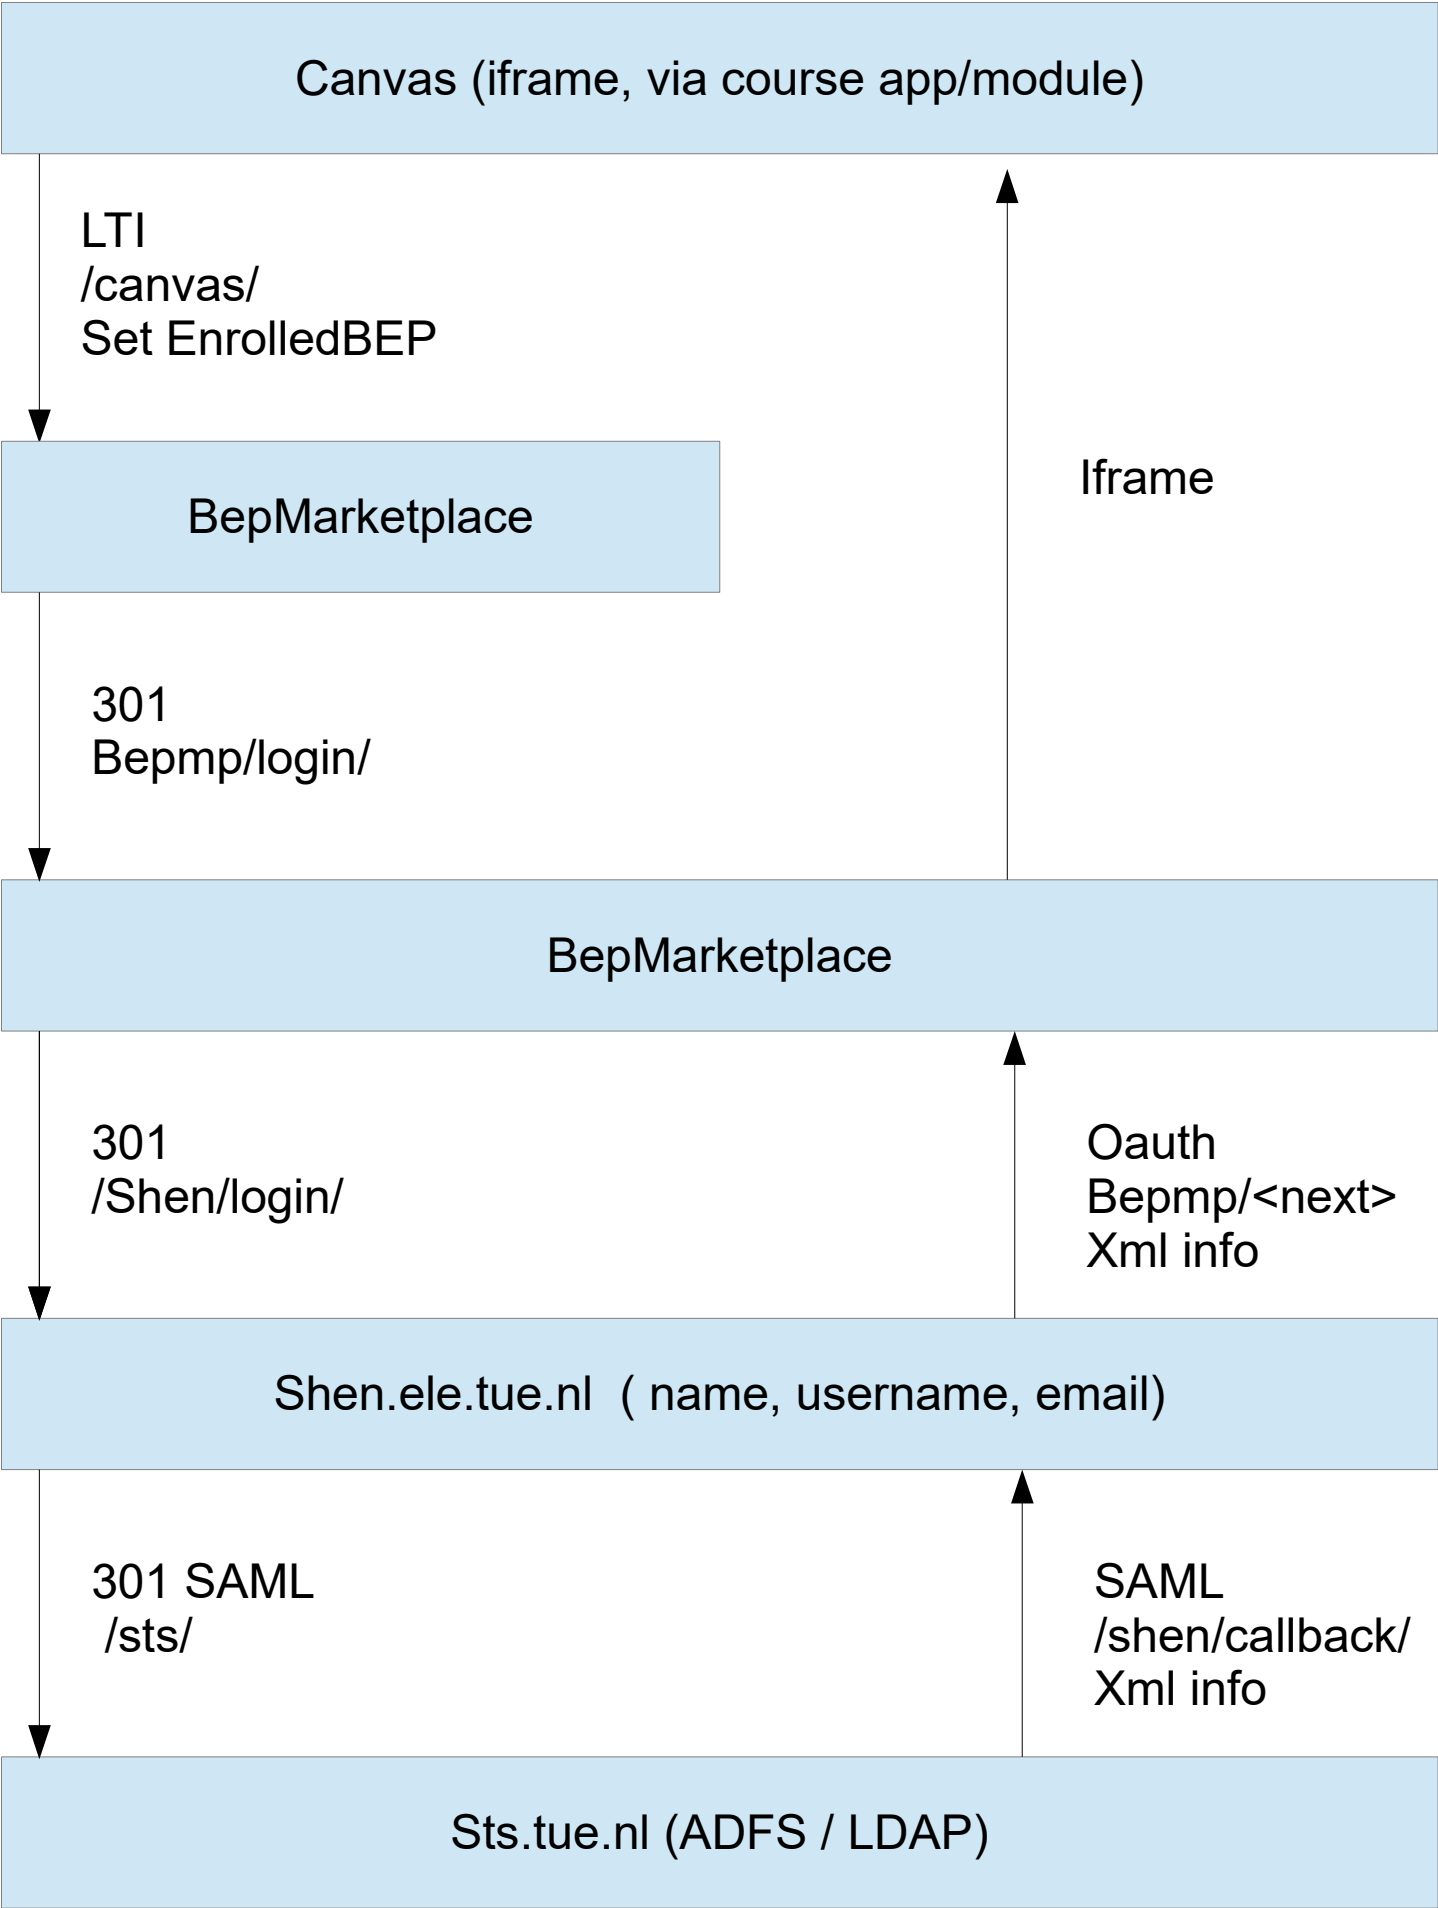 Canvas (iframe, via course app/module)
LTI
/canvas/
Set EnrolledBEP
Iframe
BepMarketplace
301
Bepmp/login/
BepMarketplace
301
/Shen/login/
Oauth
Bepmp/<next>
Xml info
Shen.ele.tue.nl  ( name, username, email)
301 SAML
/sts/
SAML
/shen/callback/
Xml info
Sts.tue.nl (ADFS / LDAP)